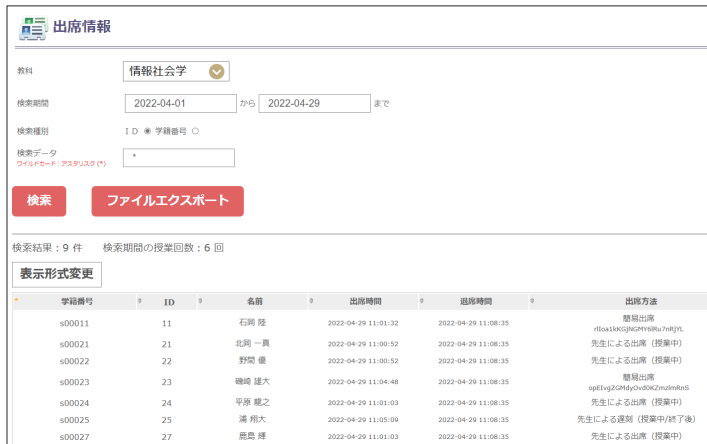 出席情報
教科 情報社会学
検索期間 2022-04-01 から 2022-04-29 まで
検索種別 ID 学籍番号
検索データ *
ワイルドカード:アスタリスク(*)
検索 ファイルエクスポート
検索結果:9 件 検索期間の授業回数:6 回
表示形式変更
学籍番号 ID 名前 出席時間 退席時間 出席方法
s00011 11 石岡 陸 2022-04-29 11:01:32 2022-04-29 11:08:35 簡易出席
s00021 21 北岡 一真 2022-04-29 11:00:52 2022-04-29 11:08:35 先生による出席(授業中)
s00022 22 野間 優 2022-04-29 11:00:52 2022-04-29 11:08:35 先生による出席(授業中)
s00023 23 磯崎 雄大 2022-04-29 11:04:48 2022-04-29 11:08:35 簡易出席
s00024 24 平原 龍之 2022-04-29 11:01:03 2022-04-29 11:08:35 先生による出席(授業中)
s00025 25 浦 翔大 2022-04-29 11:05:09 2022-04-29 11:08:35 先生による遅刻(授業中/終了後)
s00027 27 鹿島 輝 2022-04-29 11:01:03 2022-04-29 11:08:35 先生による出席(授業中)